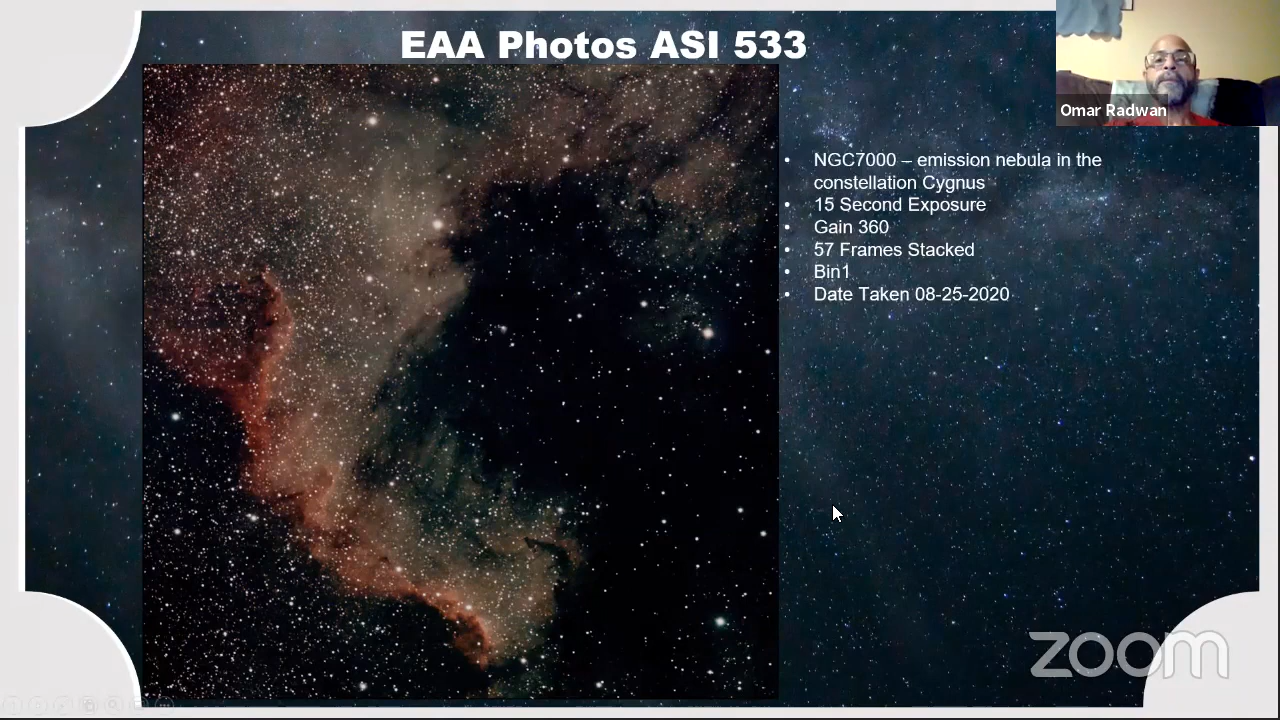 EAA Photos ASI 533
Omar Radwan
• NGC7000 – emission nebula in the
constellation Cygnus
• 15 Second Exposure
• Gain 360
• 57 Frames Stacked
• Bin1
• Date Taken 08-25-2020
zoom